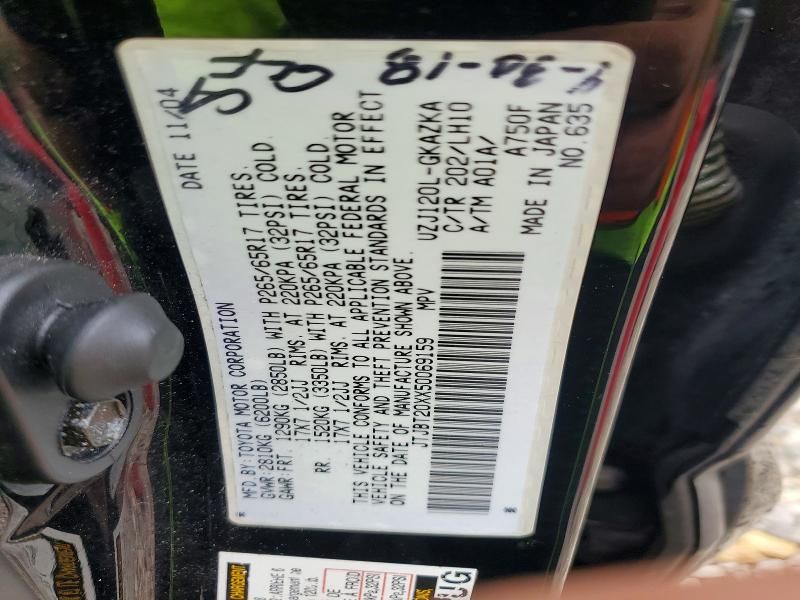 DATE 11/04
MFD. BY: TOYOTA MOTOR CORPORATION
GVWR 2810KG (6200LB)
GAWR-FRT. 1290KG (2850LB) WITH P265/65R17 TIRES.
17X7 1/2JJ RIMS. AT 220KPA (32PSI) COLD.
RR. 1520KG (3350LB) WITH P265/65R17 TIRES.
17X7 1/2JJ RIMS. AT 220KPA (32PSI) COLD
THIS VEHICLE CONFORMS TO ALL APPLICABLE FEDERAL MOTOR
VEHICLE SAFETY AND THEFT PREVENTION STANDARDS IN EFFECT
ON THE DATE OF MANUFACTURE SHOWN ABOVE.
JTJBT20XX50069159 MPV
UZJ120L-GKAZKA
C/TR 202/LH10
A/TM A01A/ A750F
MADE IN JAPAN
NO.635
CHARGEMENT